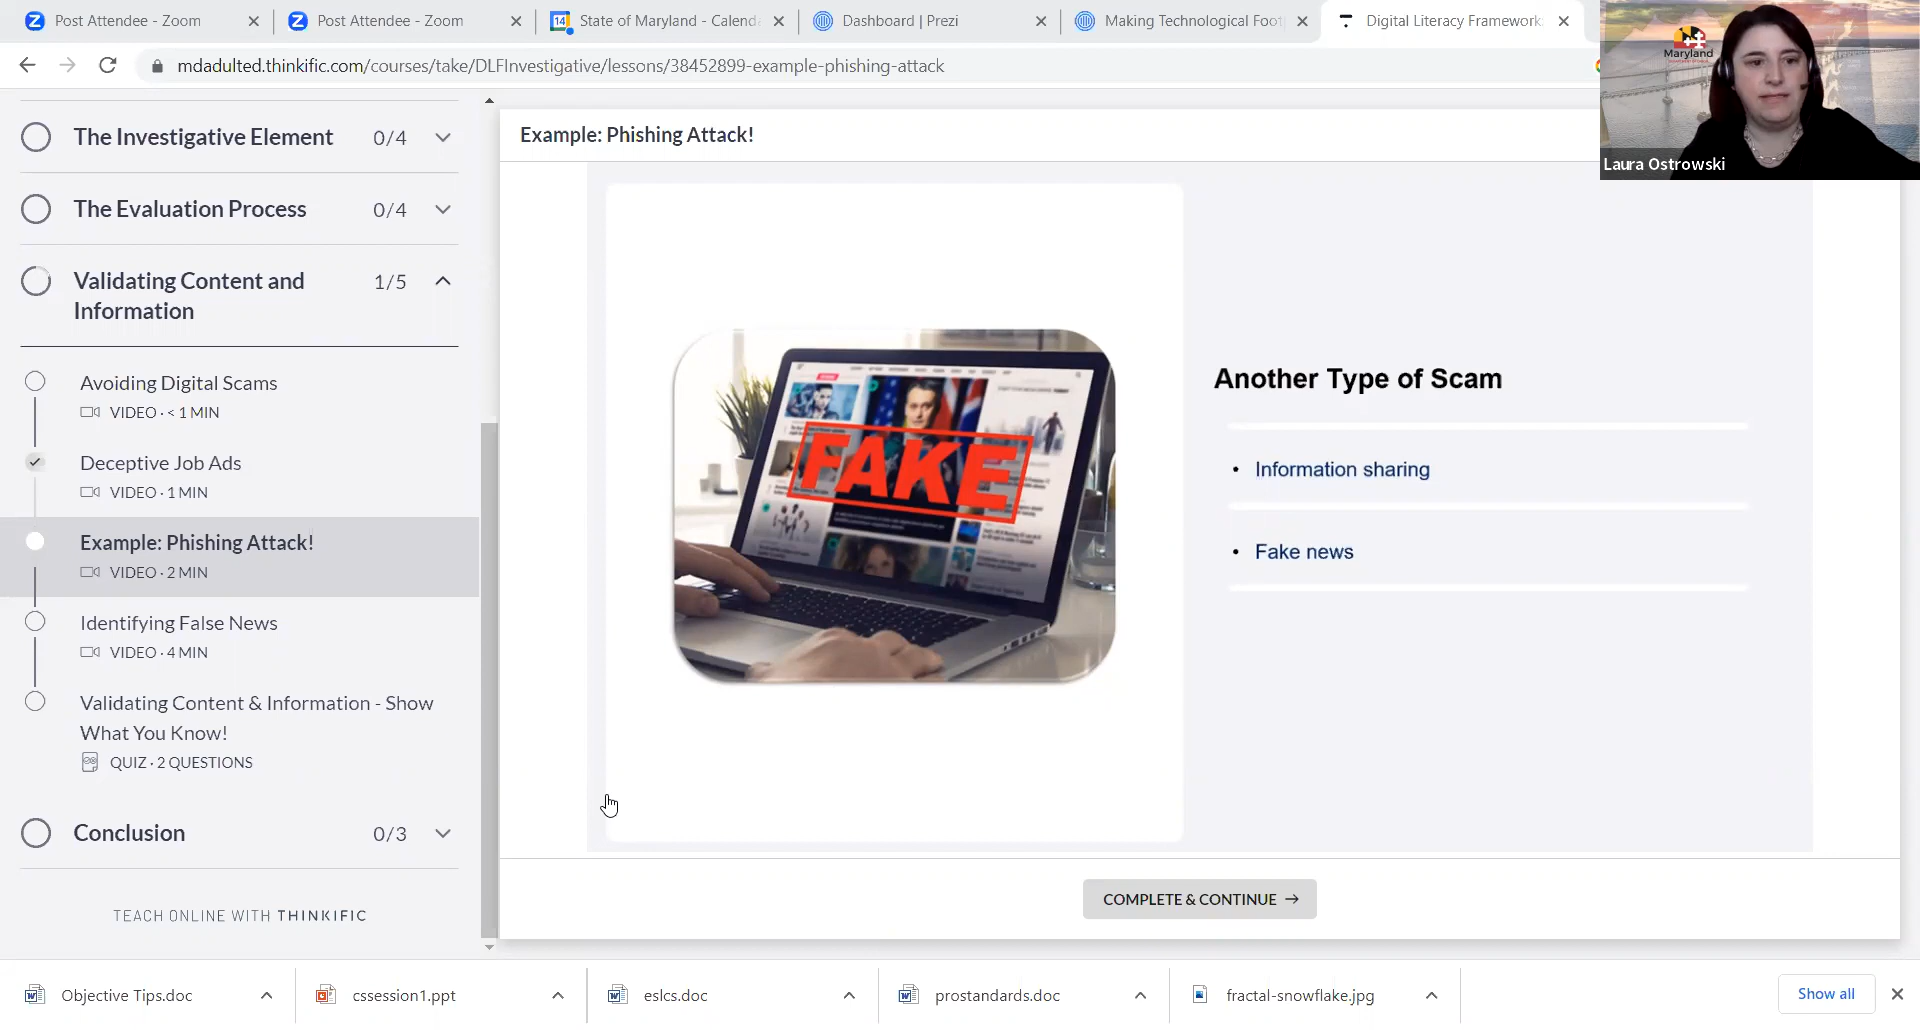 Post Attendee - Zoom
Post Attendee - Zoom
State of Maryland - Calend
Dashboard | Prezi
Making Technological Foot
Digital Literacy Framework
mdadulted.thinkific.com/courses/take/DLFInvestigative/lessons/38452899-example-phishing-attack
Maryland
Laura Ostrowski
The Investigative Element 0/4
The Evaluation Process 0/4
Validating Content and
Information
1/5
Avoiding Digital Scams
VIDEO · < 1 MIN
Deceptive Job Ads
VIDEO · 1 MIN
Example: Phishing Attack!
VIDEO · 2 MIN
Identifying False News
VIDEO · 4 MIN
Validating Content & Information - Show
What You Know!
QUIZ · 2 QUESTIONS
Conclusion 0/3
TEACH ONLINE WITH THINKIFIC
Example: Phishing Attack!
FAKE
Another Type of Scam
• Information sharing
• Fake news
COMPLETE & CONTINUE →
Objective Tips.doc
cssession1.ppt
eslcs.doc
prostandards.doc
fractal-snowflake.jpg
Show all